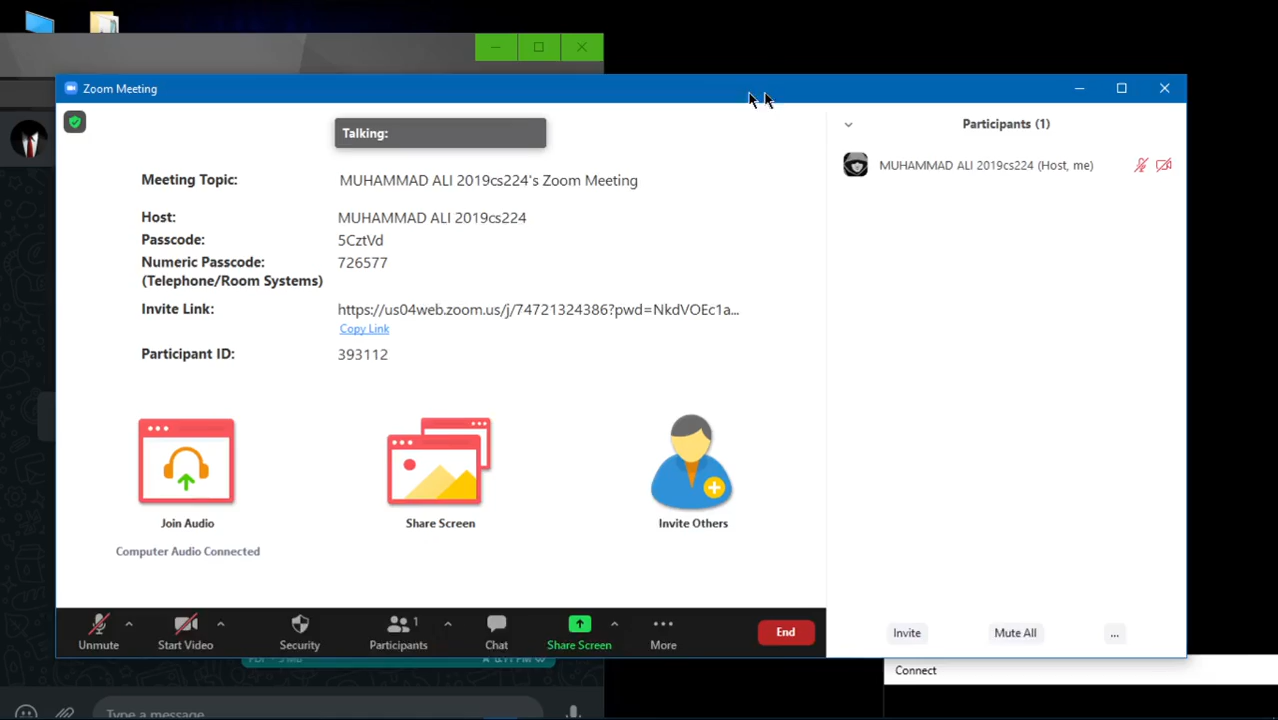 Zoom Meeting
Talking:
Meeting Topic: MUHAMMAD ALI 2019cs224's Zoom Meeting
Host: MUHAMMAD ALI 2019cs224
Passcode: 5CztVd
Numeric Passcode: 726577
(Telephone/Room Systems)
Invite Link: https://us04web.zoom.us/j/74721324386?pwd=NkdVOEc1a...
Copy Link
Participant ID: 393112
Join Audio
Computer Audio Connected
Share Screen
Invite Others
Unmute
Start Video
Security
1
Participants
Chat
Share Screen
More
End
Participants (1)
MUHAMMAD ALI 2019cs224 (Host, me)
Invite
Mute All
...
Connect
Type a message